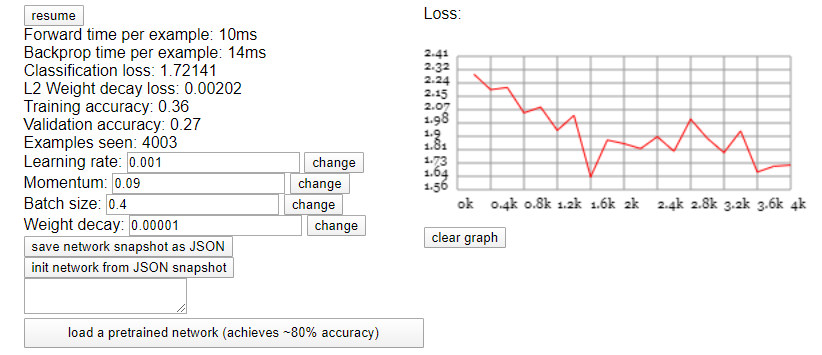 resume
Forward time per example: 10ms
Backprop time per example: 14ms
Classification loss: 1.72141
L2 Weight decay loss: 0.00202
Training accuracy: 0.36
Validation accuracy: 0.27
Examples seen: 4003
Learning rate: 0.001 change
Momentum: 0.09 change
Batch size: 0.4 change
Weight decay: 0.00001 change
save network snapshot as JSON
init network from JSON snapshot
load a pretrained network (achieves ~80% accuracy)
Loss:
2.41
2.32
2.24
2.15
2.07
1.98
1.9
1.81
1.73
1.64
1.56
0k 0.4k 0.8k 1.2k 1.6k 2k 2.4k 2.8k 3.2k 3.6k 4k
clear graph